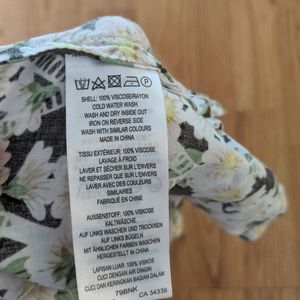 SHELL: 100% VISCOSE/RAYON
COLD WATER WASH
WASH AND DRY INSIDE OUT
IRON ON REVERSE SIDE
WASH WITH SIMILAR COLOURS
MADE IN CHINA
TISSU EXTÉRIEUR: 100% VISCOSE.
LAVAGE À FROID
LAVER ET SÉCHER SUR L'ENVERS
NE REPASSER QUE SUR L'ENVERS
LAVER AVEC DES COULEURS
SIMILAIRES
FABRIQUÉ EN CHINE
AUSSENSTOFF: 100% VISKOSE
KALTWÄSCHE.
AUF LINKS WASCHEN UND TROCKNEN
AUF LINKS BÜGELN
MIT ÄHNLICHEN FARBEN WASCHEN
HERGESTELLT IN CHINA
LAPISAN LUAR: 100% VISKOS
CUCI DENGAN AIR DINGIN
CUCI DAN KERINGKAN BAGIAN DALAM
79BNK CA 34338